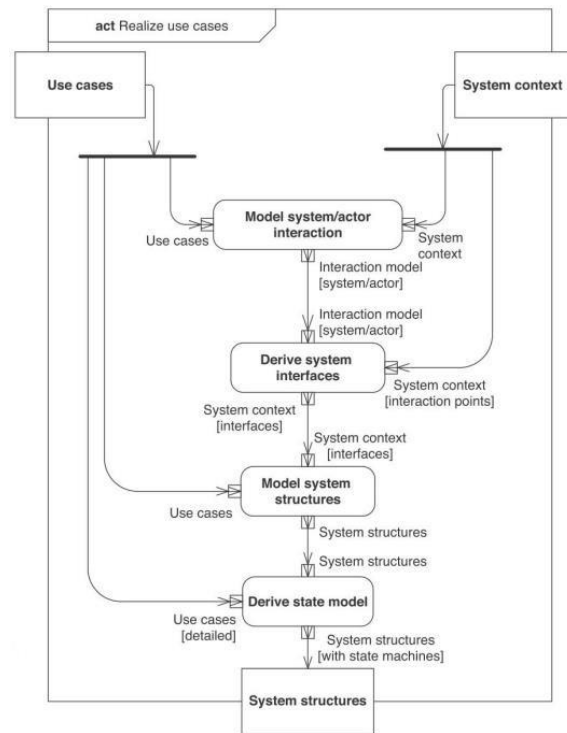 act Realize use cases
Use cases
System context
Model system/actor
interaction
Use cases
System
context
Interaction model
[system/actor]
Interaction model
[system/actor]
Derive system
interfaces
System context
[interaction points]
System context
[interfaces]
System context
[interfaces]
Model system
structures
Use cases
System structures
System structures
Derive state model
Use cases
[detailed]
System structures
[with state machines]
System structures